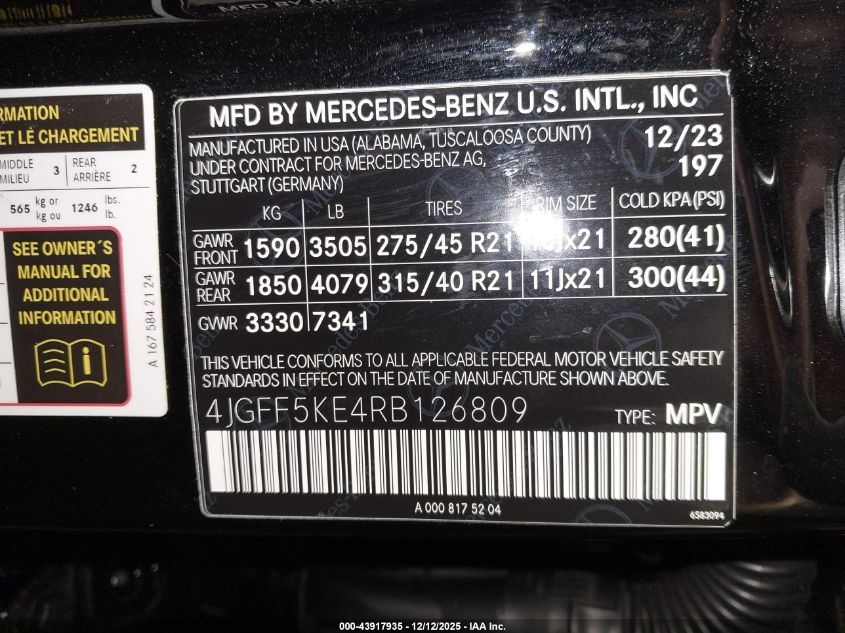 RMATION
ET LE CHARGEMENT
MIDDLE
MILIEU 3
REAR
ARRIÈRE 2
565 kg or
kg ou 1246 lbs.
lb.
SEE OWNER´S
MANUAL FOR
ADDITIONAL
INFORMATION
A 167 584 21 24
MFD BY MERCEDES-BENZ U.S. INTL., INC
MANUFACTURED IN USA (ALABAMA, TUSCALOOSA COUNTY) 12/23
UNDER CONTRACT FOR MERCEDES-BENZ AG, 197
STUTTGART (GERMANY)
KG LB TIRES RIM SIZE COLD KPA (PSI)
GAWR FRONT 1590 3505 275/45 R21 x21 280(41)
GAWR REAR 1850 4079 315/40 R21 11Jx21 300(44)
GVWR 3330 7341
THIS VEHICLE CONFORMS TO ALL APPLICABLE FEDERAL MOTOR VEHICLE SAFETY
STANDARDS IN EFFECT ON THE DATE OF MANUFACTURE SHOWN ABOVE.
4JGFF5KE4RB126809 TYPE: MPV
A 000 817 52 04
6583094
000-43917935 - 12/12/2025 - IAA Inc.